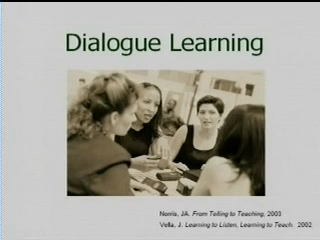 Dialogue Learning
Norris, JA. From Telling to Teaching, 2003
Vella, J. Learning to Listen, Learning to Teach. 2002